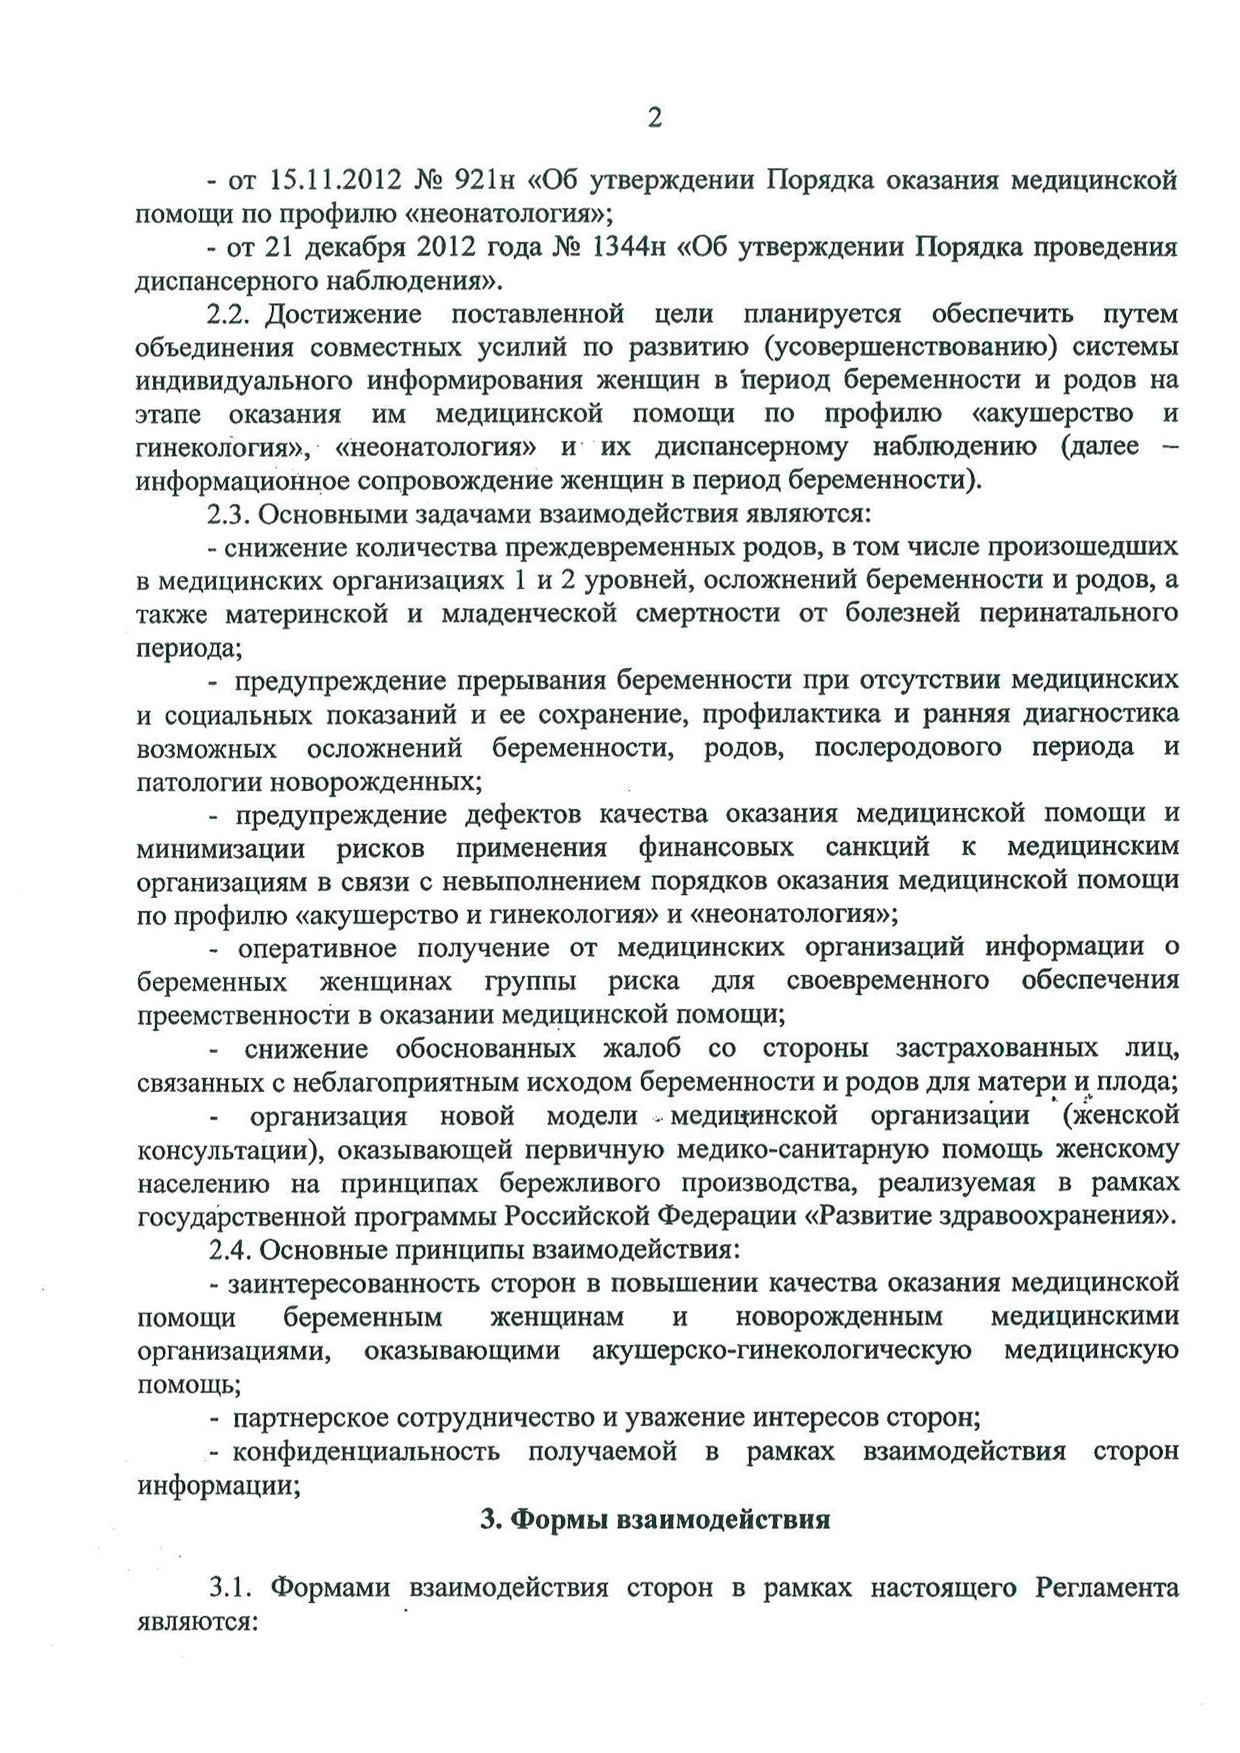 2
- от 15.11.2012 № 921н «Об утверждении Порядка оказания медицинской
помощи по профилю «неонатология»;
- от 21 декабря 2012 года № 1344н «Об утверждении Порядка проведения
диспансерного наблюдения».
2.2. Достижение поставленной цели планируется обеспечить путем
объединения совместных усилий по развитию (усовершенствованию) системы
индивидуального информирования женщин в период беременности и родов на
этапе оказания им медицинской помощи по профилю «акушерство и
гинекология», «неонатология» и их диспансерному наблюдению (далее –
информационное сопровождение женщин в период беременности).
2.3. Основными задачами взаимодействия являются:
- снижение количества преждевременных родов, в том числе произошедших
в медицинских организациях 1 и 2 уровней, осложнений беременности и родов, а
также материнской и младенческой смертности от болезней перинатального
периода;
- предупреждение прерывания беременности при отсутствии медицинских
и социальных показаний и ее сохранение, профилактика и ранняя диагностика
возможных осложнений беременности, родов, послеродового периода и
патологии новорожденных;
- предупреждение дефектов качества оказания медицинской помощи и
минимизации рисков применения финансовых санкций к медицинским
организациям в связи с невыполнением порядков оказания медицинской помощи
по профилю «акушерство и гинекология» и «неонатология»;
- оперативное получение от медицинских организаций информации о
беременных женщинах группы риска для своевременного обеспечения
преемственности в оказании медицинской помощи;
- снижение обоснованных жалоб со стороны застрахованных лиц,
связанных с неблагоприятным исходом беременности и родов для матери и плода;
- организация новой модели медицинской организации (женской
консультации), оказывающей первичную медико-санитарную помощь женскому
населению на принципах бережливого производства, реализуемая в рамках
государственной программы Российской Федерации «Развитие здравоохранения».
2.4. Основные принципы взаимодействия:
- заинтересованность сторон в повышении качества оказания медицинской
помощи беременным женщинам и новорожденным медицинскими
организациями, оказывающими акушерско-гинекологическую медицинскую
помощь;
- партнерское сотрудничество и уважение интересов сторон;
- конфиденциальность получаемой в рамках взаимодействия сторон
информации;
3. Формы взаимодействия
3.1. Формами взаимодействия сторон в рамках настоящего Регламента
являются: